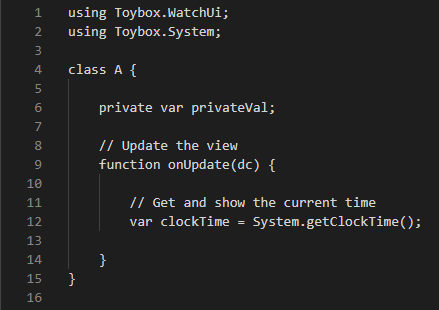 1 using Toybox.WatchUi;
2 using Toybox.System;
3
4 class A {
5
6     private var privateVal;
7
8     // Update the view
9     function onUpdate(dc) {
10
11         // Get and show the current time
12         var clockTime = System.getClockTime();
13
14     }
15 }
16